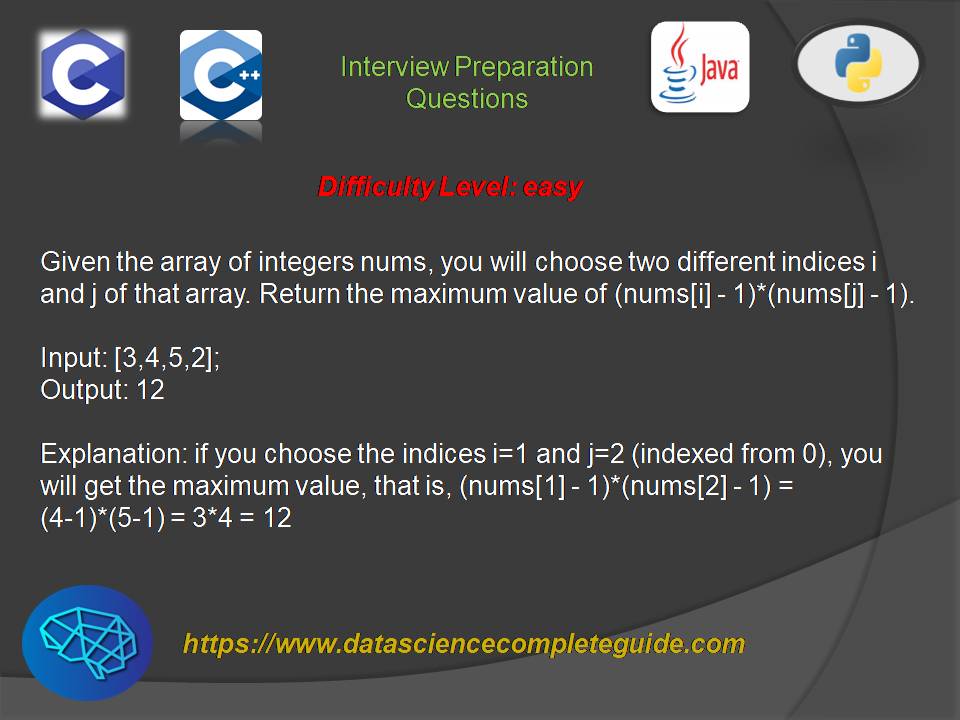 C
C++
Interview Preparation
Questions
Java
Difficulty Level: easy
Given the array of integers nums, you will choose two different indices i
and j of that array. Return the maximum value of (nums[i] - 1)*(nums[j] - 1).
Input: [3,4,5,2];
Output: 12
Explanation: if you choose the indices i=1 and j=2 (indexed from 0), you
will get the maximum value, that is, (nums[1] - 1)*(nums[2] - 1) =
(4-1)*(5-1) = 3*4 = 12
https://www.datasciencecompleteguide.com